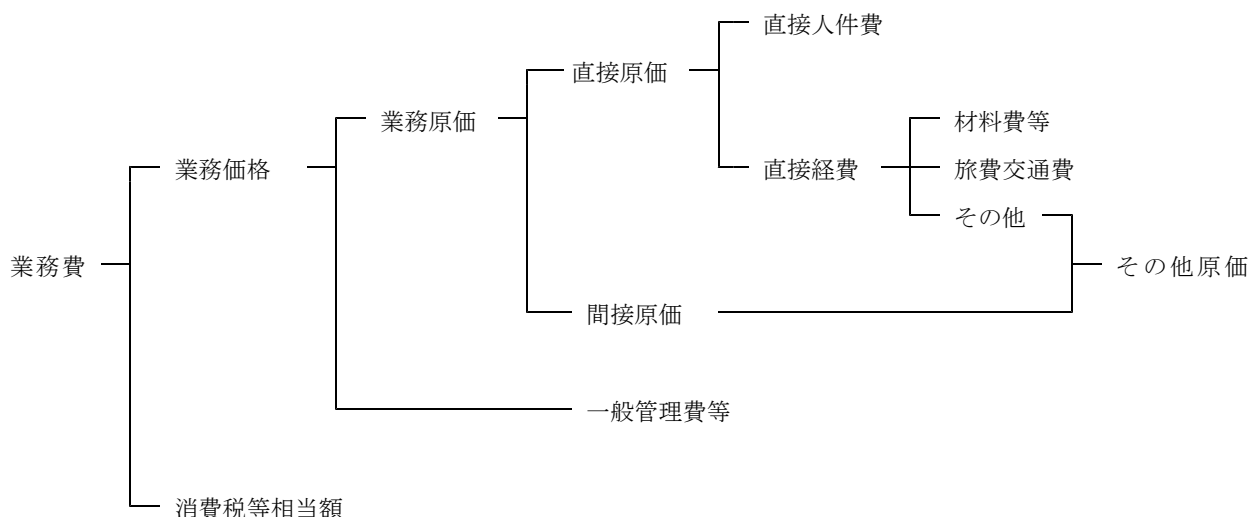 直接人件費
直接原価
業務原価
材料費等
業務価格
直接経費
旅費交通費
その他
業務費
その他原価
間接原価
一般管理費等
消費税等相当額